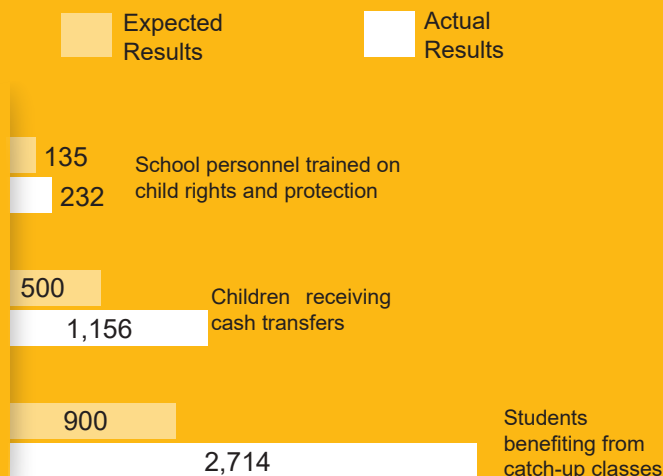 Expected
Results
Actual
Results
135
School personnel trained on
child rights and protection
232
500
Children receiving
cash transfers
1,156
900
Students
benefiting from
catch-up classes
2,714